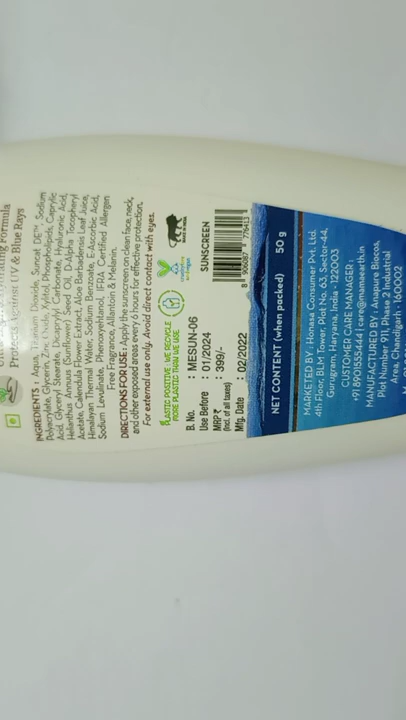 Protects Against UV & Blue Rays
INGREDIENTS : Aqua, Titanium Dioxide, Suncat DE™, Sodium
Polyacrylate, Glycerin, Zinc Oxide, Xylitol, Phospholipids, Caprylic
Acid, Glyceryl Stearate, Dicaprylyl Carbonate, Hyaluronic Acid,
Helianthus Annuus (Sunflower) Seed Oil, D-Alpha Tocopheryl
Acetate, Calendula Flower Extract, Aloe Barbadensis Leaf Juice,
Himalayan Thermal Water, Sodium Benzoate, E-Ascorbic Acid,
Sodium Levulinate, Phenoxyethanol, IFRA Certified Allergen
Free Fragrance, Allantoin & Melanin.
DIRECTIONS FOR USE : Apply the sunscreen on clean face, neck,
and other exposed areas every 6 hours for effective protection.
For external use only. Avoid direct contact with eyes.
PLASTIC POSITIVE : WE RECYCLE
MORE PLASTIC THAN WE USE
MAKE IN INDIA
B. No. : MESUN-06
Use Before : 01/2024
MRP ₹ : 399/-
(Incl. of all taxes)
Mfg. Date : 02/2022
SUNSCREEN
8 906087 776413
NET CONTENT (when packed) 50 g
MARKETED BY : Honasa Consumer Pvt. Ltd.
4th Floor, BLM Tower, Plot No. 63, Sector-44,
Gurugram, Haryana, India -122003
CUSTOMER CARE MANAGER:
+918901555444 | care@mamaearth.in
MANUFACTURED BY : Anapure Biocos,
Plot Number 911, Phase 2 Industrial
Area, Chandigarh 160002